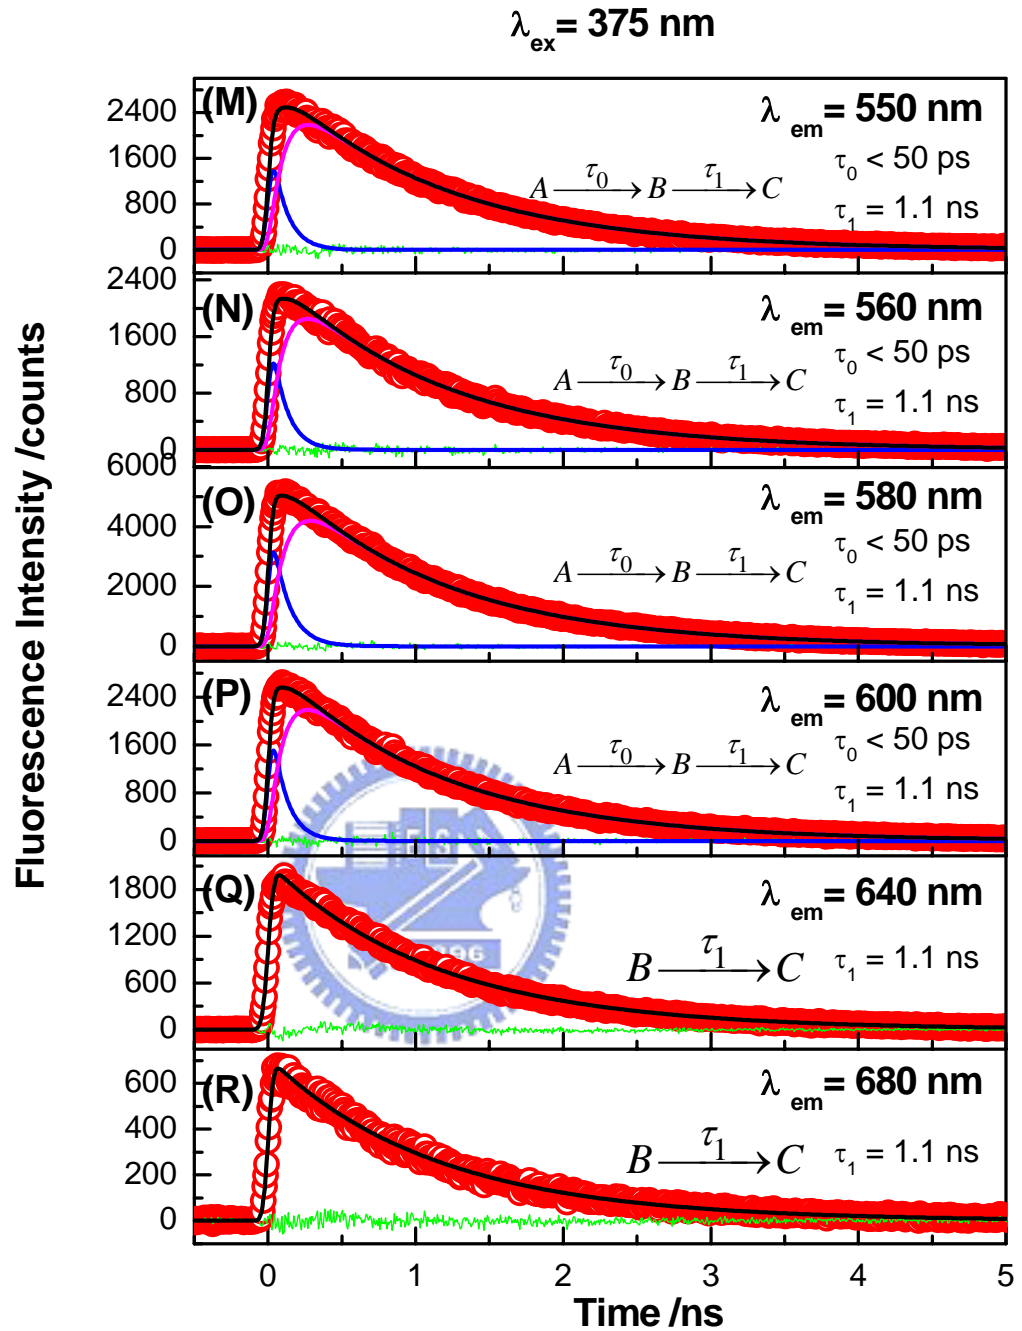 λex= 375 nm
Fluorescence Intensity /counts
(M)
λ em= 550 nm
τ0 < 50 ps
τ1 = 1.1 ns
A τ0 → B τ1 → C
2400
1600
800
0
(N)
λ em= 560 nm
τ0 < 50 ps
τ1 = 1.1 ns
A τ0 → B τ1 → C
2400
1600
800
0
(O)
λ em= 580 nm
τ0 < 50 ps
τ1 = 1.1 ns
A τ0 → B τ1 → C
6000
4000
2000
0
(P)
λ em= 600 nm
τ0 < 50 ps
τ1 = 1.1 ns
A τ0 → B τ1 → C
2400
1600
800
0
(Q)
λ em= 640 nm
τ1 = 1.1 ns
B τ1 → C
1800
1200
600
0
(R)
λ em= 680 nm
τ1 = 1.1 ns
B τ1 → C
600
400
200
0
0 1 2 3 4 5
Time /ns